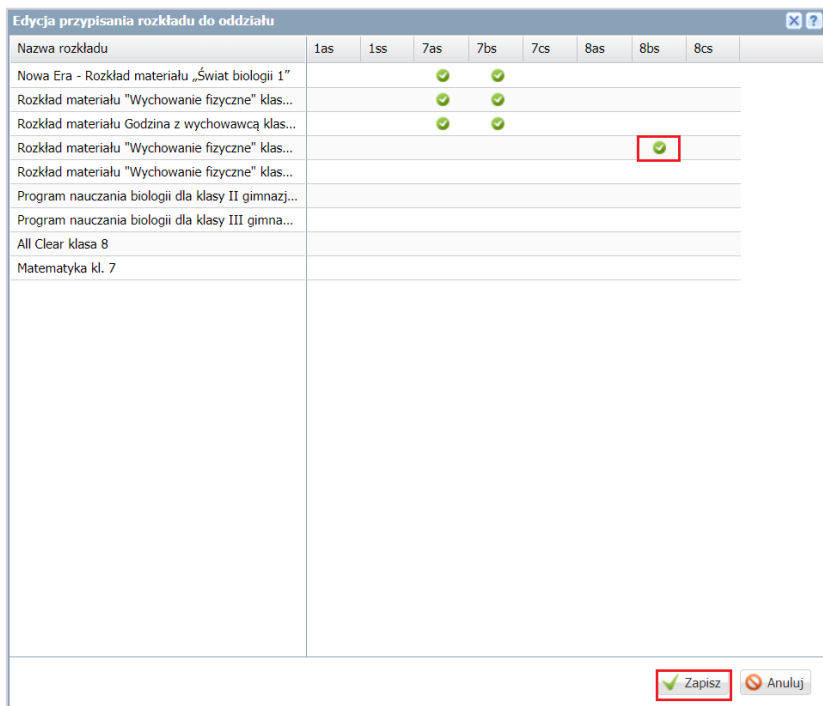 Edycja przypisania rozkładu do oddziału
Nazwa rozkładu 1as 1ss 7as 7bs 7cs 8as 8bs 8cs
Nowa Era - Rozkład materiału „Świat biologii 1”
Rozkład materiału "Wychowanie fizyczne" klas...
Rozkład materiału Godzina z wychowawcą klas...
Rozkład materiału "Wychowanie fizyczne" klas...
Rozkład materiału "Wychowanie fizyczne" klas...
Program nauczania biologii dla klasy II gimnazj...
Program nauczania biologii dla klasy III gimna...
All Clear klasa 8
Matematyka kl. 7
Zapisz Anuluj